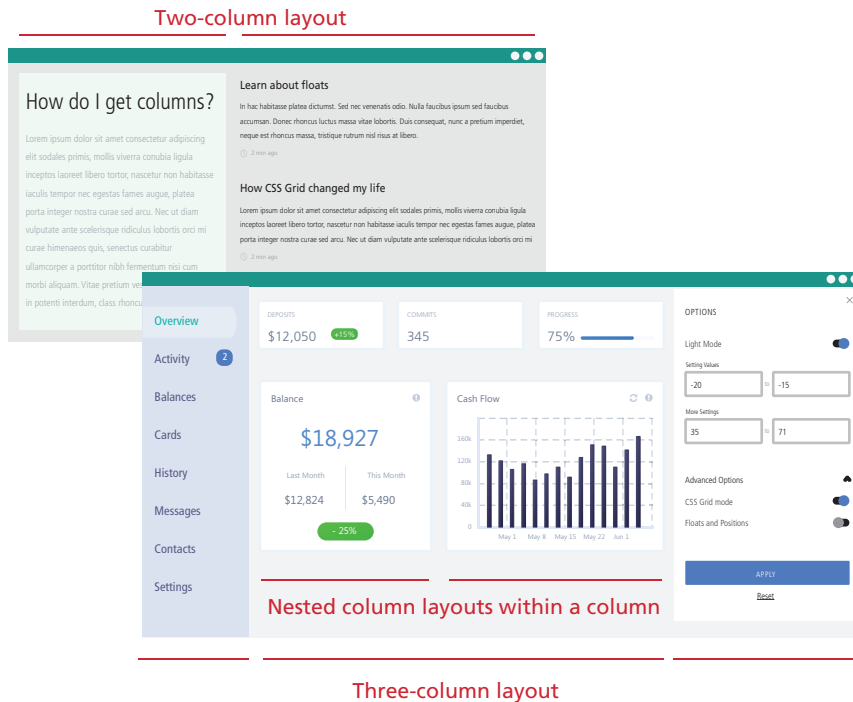 Two-column layout
How do I get columns?
Lorem ipsum dolor sit amet consectetur adipiscing
elit sodales primis, mollis viverra conubia ligula
inceptos laoreet libero tortor, nascetur non habitasse
iaculis tempor nec egestas fames augue, platea
porta integer nostra curae sed arcu. Nec ut diam
vulputate ante scelerisque ridiculus lobortis orci mi
curae himenaeos quis, senectus curabitur
ullamcorper a porttitor nibh fermentum nisi cum
morbi aliquam. Vitae pretium
in potenti interdum, class
Learn about floats
In hac habitasse platea dictumst. Sed nec venenatis odio. Nulla faucibus ipsum sed faucibus
accumsan. Donec rhoncus luctus massa vitae lobortis. Duis consequat, nunc a pretium imperdiet,
neque est rhoncus massa, tristique rutrum nisl risus at libero.
2 min ago
How CSS Grid changed my life
Lorem ipsum dolor sit amet consectetur adipiscing elit sodales primis, mollis viverra conubia ligula
inceptos laoreet libero tortor, nascetur non habitasse iaculis tempor nec egestas fames augue, platea
porta integer nostra curae sed arcu. Nec ut diam vulputate ante scelerisque ridiculus lobortis orci mi
2 min ago
Overview
Activity 2
Balances
Cards
History
Messages
Contacts
Settings
DEPOSITS
$12,050 +15%
COMMITS
345
PROGRESS
75%
Balance
$18,927
Last Month This Month
$12,824 $5,490
- 25%
Cash Flow
160k
120k
80k
40k
0
May 1 May 8 May 15 May 22 Jun 1
OPTIONS
Light Mode
Setting Values
-20 to -15
More Settings
35 to 71
Advanced Options
CSS Grid mode
Floats and Positions
APPLY
Reset
Nested column layouts within a column
Three-column layout